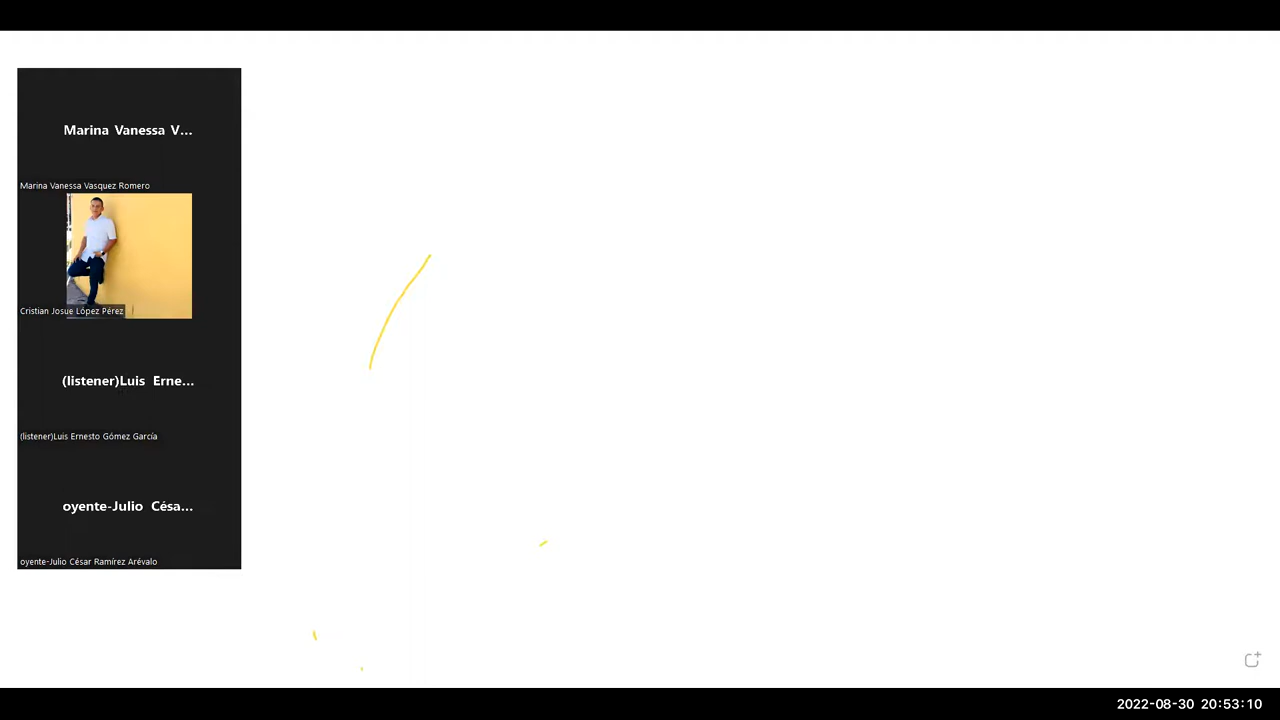 Marina Vanessa V...
Marina Vanessa Vasquez Romero
Cristian Josue López Pérez
(listener)Luis Erne...
(listener)Luis Ernesto Gómez García
oyente-Julio Césa...
oyente-Julio César Ramírez Arévalo
2022-08-30 20:53:10